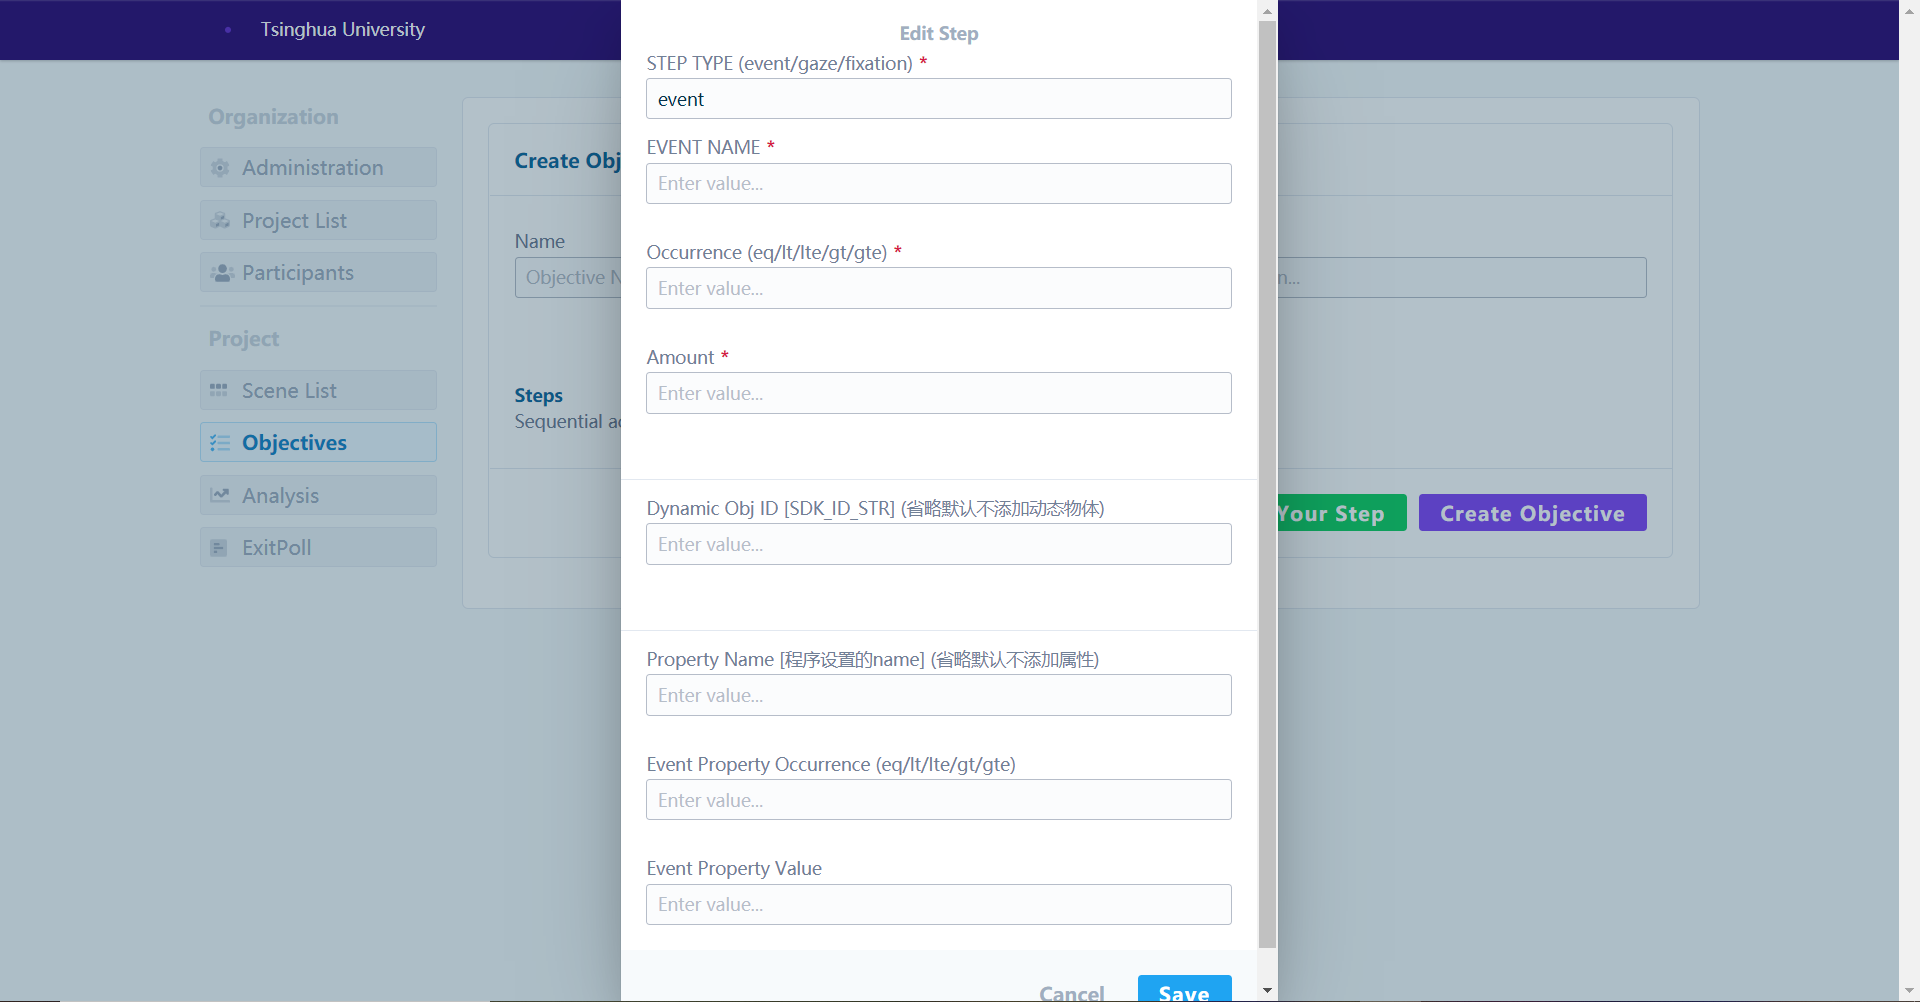 Tsinghua University
Organization
Administration
Project List
Participants
Project
Scene List
Objectives
Analysis
ExitPoll
Create Obj
Name
Objective N
n...
Steps
Sequential ac
Your Step
Create Objective
Edit Step
STEP TYPE (event/gaze/fixation) *
event
EVENT NAME *
Enter value...
Occurrence (eq/lt/lte/gt/gte) *
Enter value...
Amount *
Enter value...
Dynamic Obj ID [SDK_ID_STR] (省略默认不添加动态物体)
Enter value...
Property Name [程序设置的name] (省略默认不添加属性)
Enter value...
Event Property Occurrence (eq/lt/lte/gt/gte)
Enter value...
Event Property Value
Enter value...
Cancel
Save